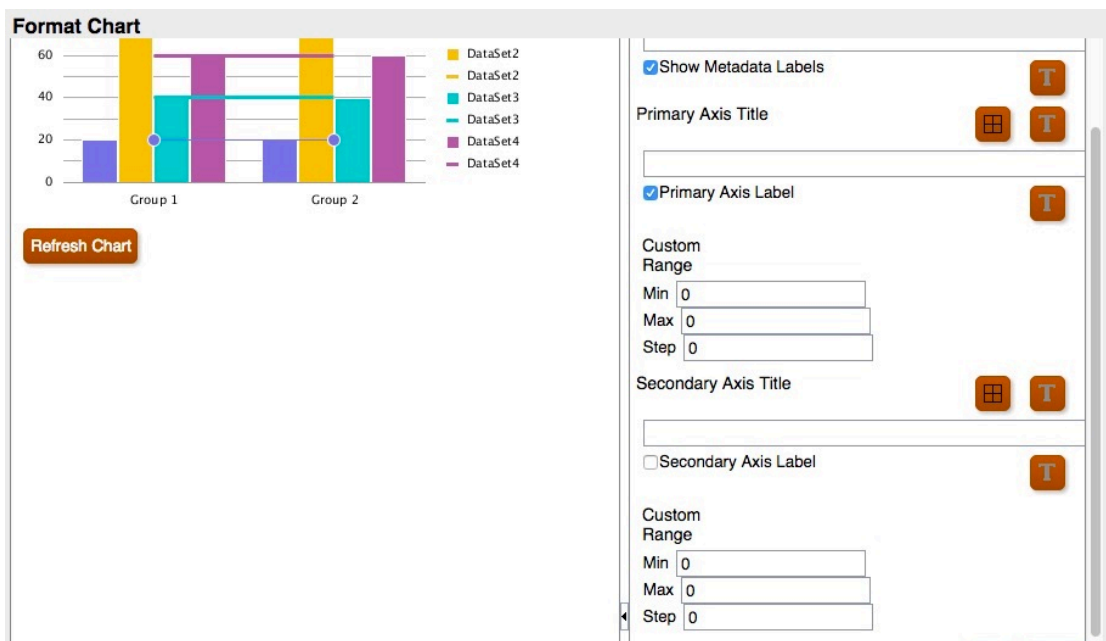 Format Chart
60
40
20
0
Group 1
Group 2
DataSet2
DataSet2
DataSet3
DataSet3
DataSet4
DataSet4
Refresh Chart
Show Metadata Labels
T
Primary Axis Title
T
Primary Axis Label
T
Custom
Range
Min 0
Max 0
Step 0
Secondary Axis Title
T
Secondary Axis Label
T
Custom
Range
Min 0
Max 0
Step 0